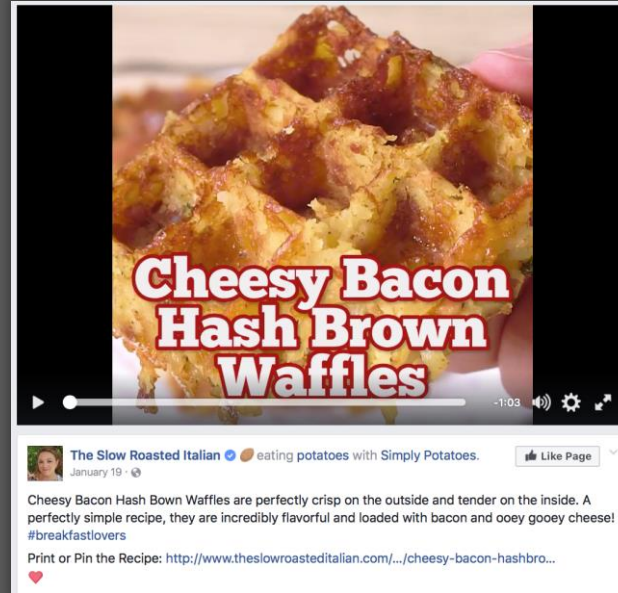 Cheesy Bacon
Hash Brown
Waffles
-1:03
The Slow Roasted Italian eating potatoes with Simply Potatoes.
Like Page
January 19 ·
Cheesy Bacon Hash Bown Waffles are perfectly crisp on the outside and tender on the inside. A
perfectly simple recipe, they are incredibly flavorful and loaded with bacon and ooey gooey cheese!
#breakfastlovers
Print or Pin the Recipe: http://www.theslowroasteditalian.com/.../cheesy-bacon-hashbro...